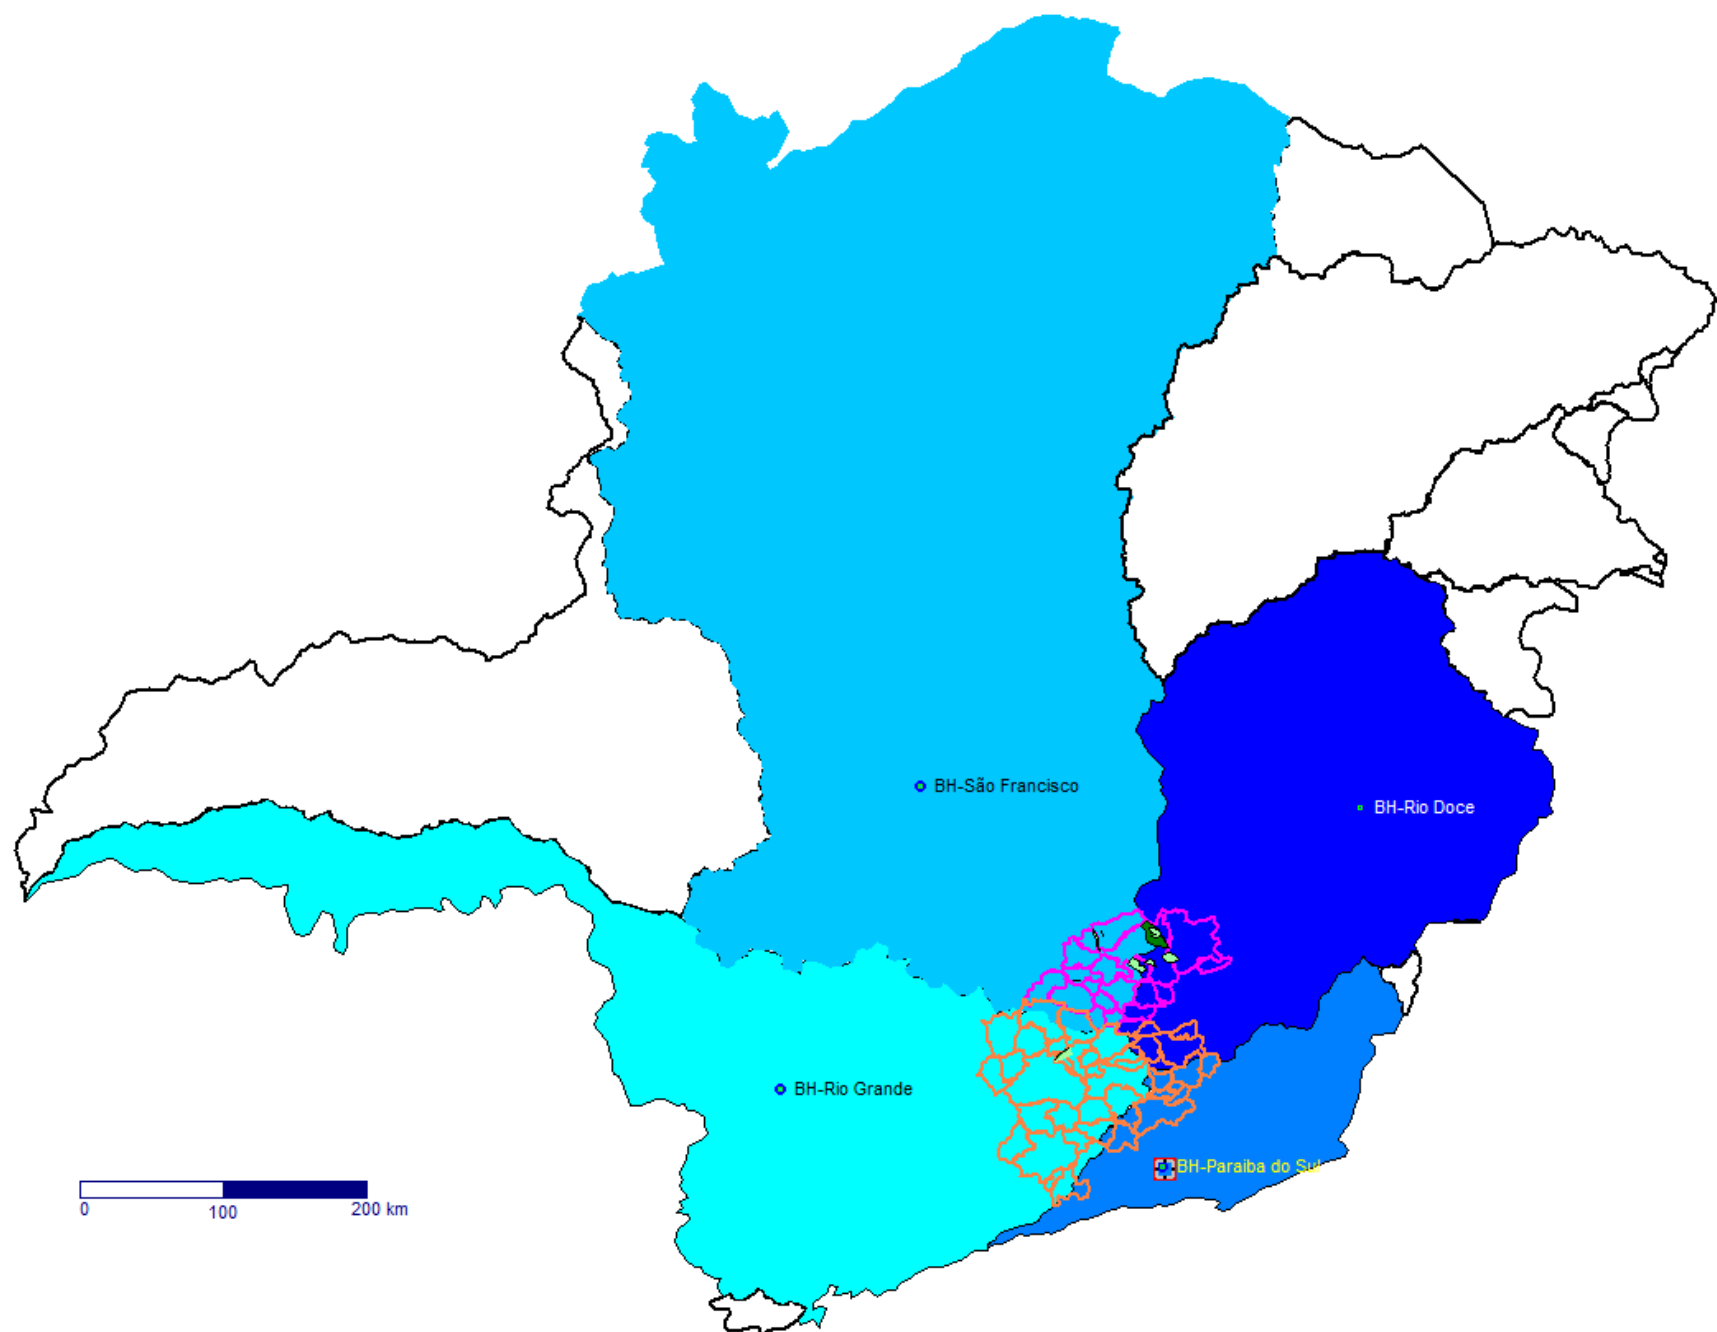 BH-São Francisco
BH-Rio Doce
BH-Rio Grande
BH-Paraiba do Sul
0
100
200 km